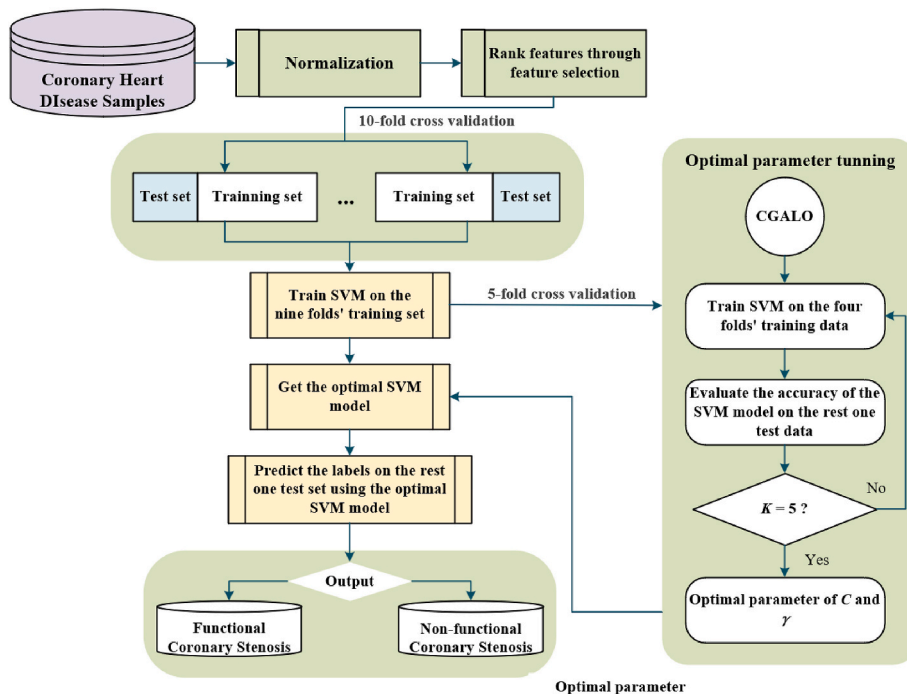 Coronary Heart
DIsease Samples
Normalization
Rank features through
feature selection
10-fold cross validation
Test set
Trainning set
...
Training set
Test set
Train SVM on the
nine folds' training set
5-fold cross validation
Get the optimal SVM
model
Predict the labels on the rest
one test set using the optimal
SVM model
Output
Functional
Coronary Stenosis
Non-functional
Coronary Stenosis
Optimal parameter tunning
CGALO
Train SVM on the four
folds' training data
Evaluate the accuracy of the
SVM model on the rest one
test data
K = 5 ?
No
Yes
Optimal parameter of C and
γ
Optimal parameter